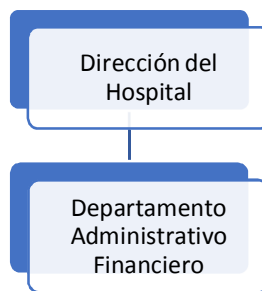 Dirección del
Hospital
Departamento
Administrativo
Financiero